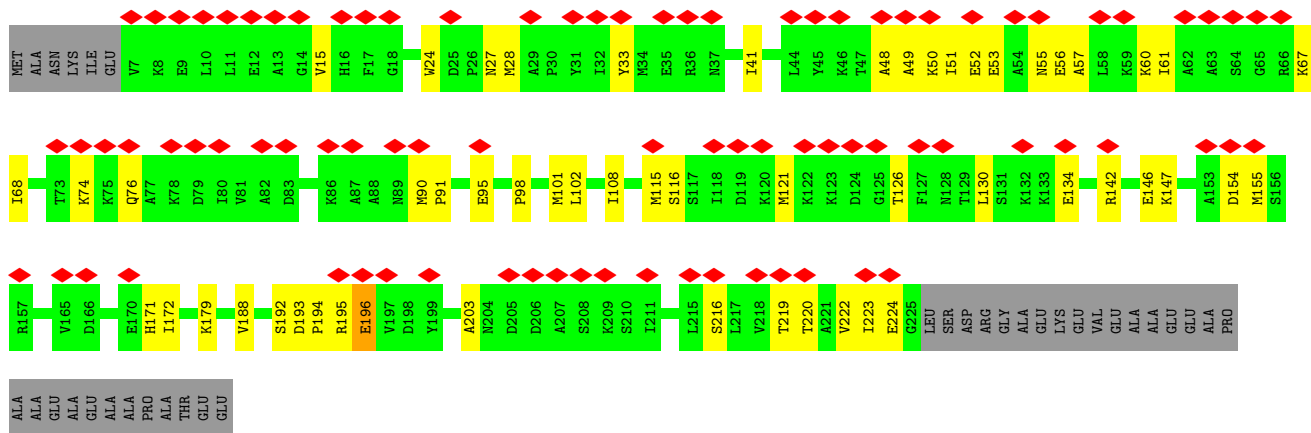 MET ALA ASN LYS ILE GLU V7 K8 E9 L10 L11 E12 A13 G14 V15 H16 F17 G18 W24 D25 P26 N27 M28 A29 P30 Y31 I32 Y33 M34 E35 R36 N37 I41 L44 Y45 K46 T47 A48 A49 K50 I51 E52 E53 A54 N55 E56 A57 L58 K59 K60 I61 A62 A63 S64 G65 R66 K67
I68 T73 K74 K75 Q76 A77 K78 D79 I80 V81 A82 D83 K86 A87 A88 N89 M90 P91 E95 P98 M101 L102 I108 M115 S116 S117 I118 D119 K120 M121 K122 K123 D124 G125 T126 F127 N128 T129 L130 S131 K132 K133 E134 R142 E146 K147 A153 D154 M155 S156
R157 V165 D166 E170 H171 I172 K179 V188 S192 D193 P194 R195 E196 V197 D198 Y199 A203 N204 D205 D206 A207 S208 K209 S210 I211 L215 S216 L217 V218 T219 T220 A221 V222 I223 E224 G225 LEU SER ASP ARG GLY ALA GLU LYS GLU VAL GLU ALA ALA GLU GLU ALA PRO
ALA ALA GLU ALA GLU ALA ALA PRO ALA THR GLU GLU